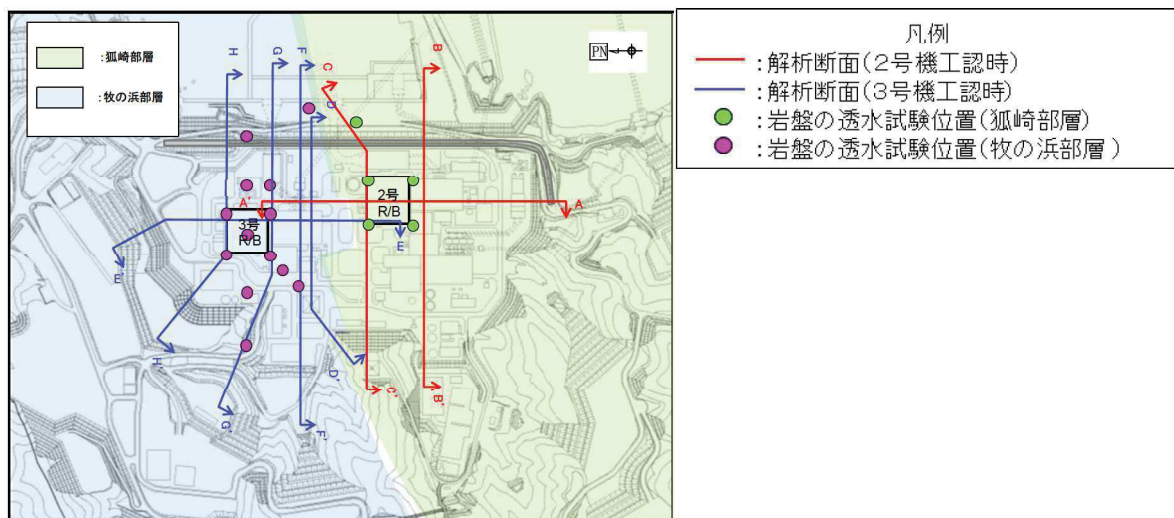 :狐崎部層
:牧の浜部層
PN
H
G
F
C
D
B
2号
R/B
A'
A
3号
R/B
E
E'
H'
D'
C'
B'
G'
F'
凡例
:解析断面(2号機工認時)
:解析断面(3号機工認時)
:岩盤の透水試験位置(狐崎部層)
:岩盤の透水試験位置(牧の浜部層)